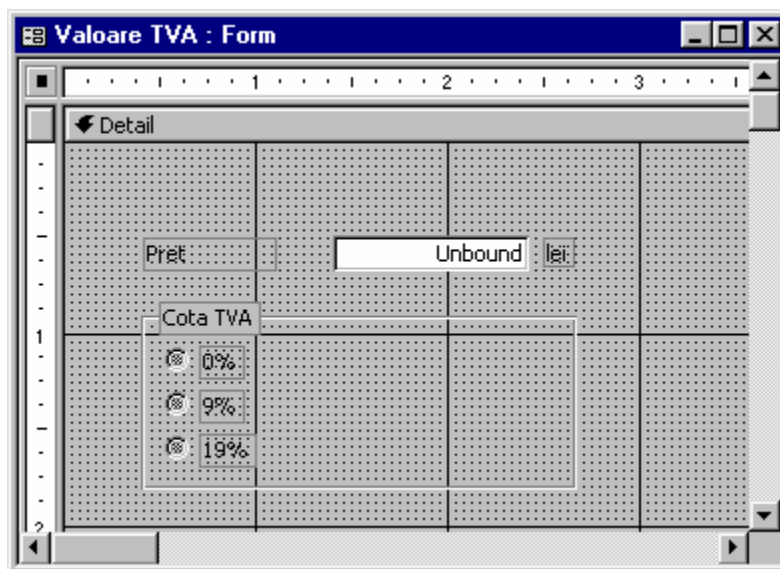 Valoare TVA : Form
1 2 3
Detail
Pret Unbound lei
Cota TVA
1
0%
9%
19%
2